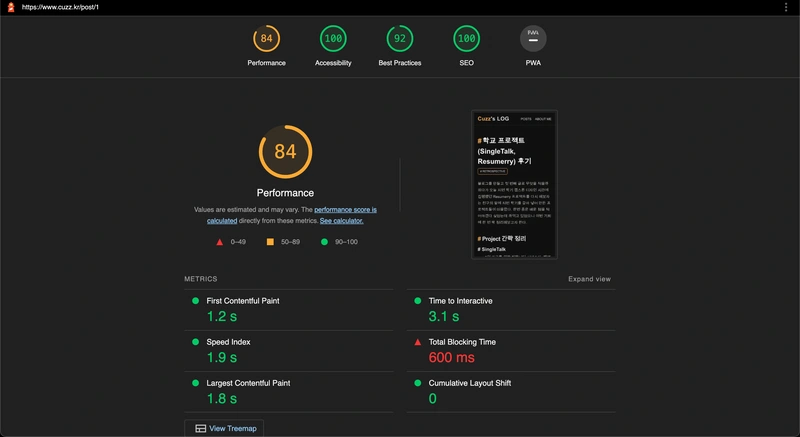 https://www.cuzz.kr/post/1
84
100
92
100
PWA
Performance
Accessibility
Best Practices
SEO
PWA
84
Performance
Values are estimated and may vary. The performance score is
calculated directly from these metrics. See calculator.
0–49
50–89
90–100
Cuzz's LOG
POSTS
ABOUT ME
# 학교 프로젝트
(SingleTalk,
Resumerry) 후기
# RETROSPECTIVE
# Project 간략 정리
# SingleTalk
METRICS
Expand view
First Contentful Paint
1.2 s
Time to Interactive
3.1 s
Speed Index
1.9 s
Total Blocking Time
600 ms
Largest Contentful Paint
1.8 s
Cumulative Layout Shift
0
View Treemap